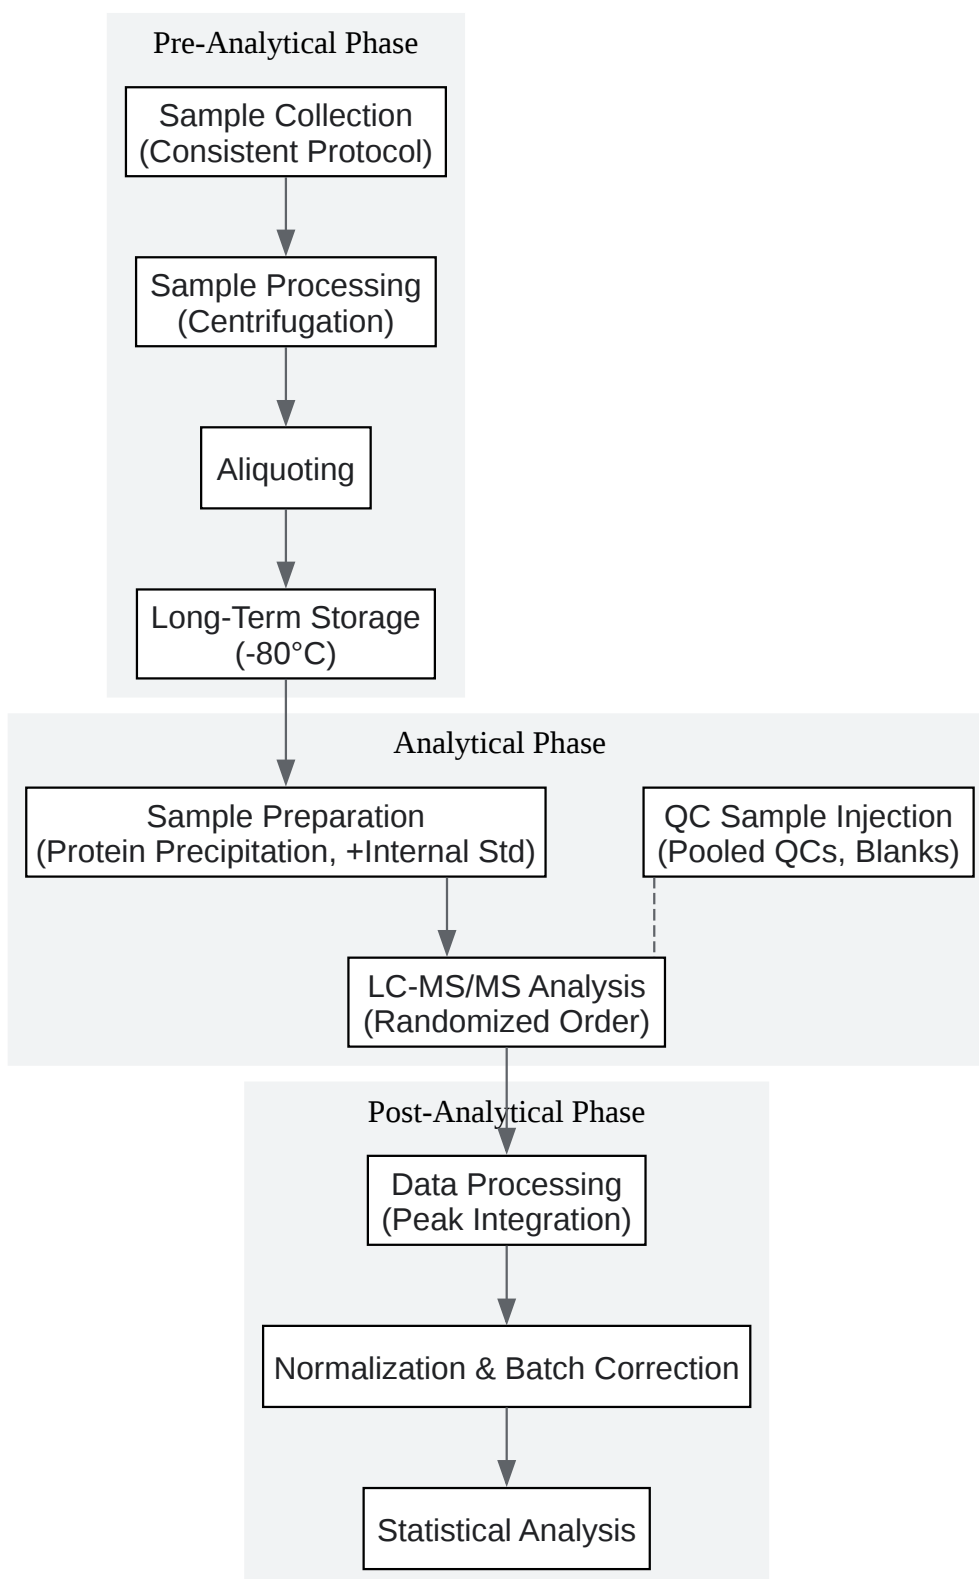 Pre-Analytical Phase
Sample Collection
(Consistent Protocol)
Sample Processing
(Centrifugation)
Aliquoting
Long-Term Storage
(-80°C)
Analytical Phase
Sample Preparation
(Protein Precipitation, +Internal Std)
QC Sample Injection
(Pooled QCs, Blanks)
LC-MS/MS Analysis
(Randomized Order)
Post-Analytical Phase
Data Processing
(Peak Integration)
Normalization & Batch Correction
Statistical Analysis